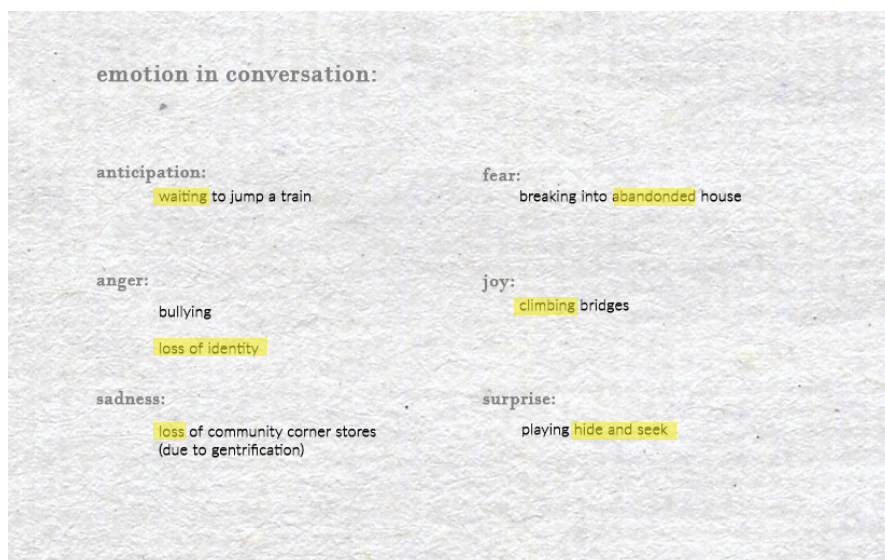 emotion in conversation:
anticipation:
waiting to jump a train
fear:
breaking into abandonded house
anger:
bullying
loss of identity
joy:
climbing bridges
sadness:
loss of community corner stores
(due to gentrification)
surprise:
playing hide and seek